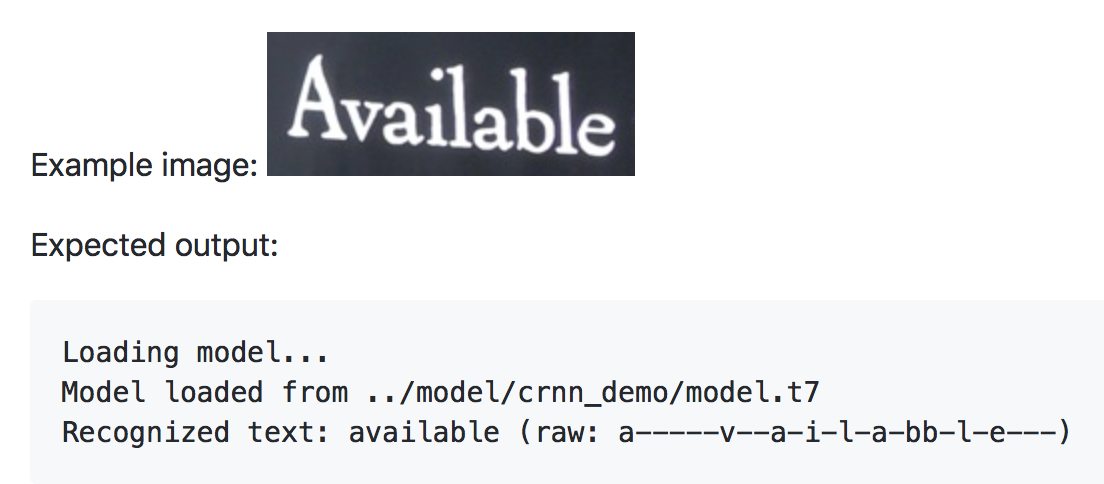 Example image: Available
Expected output:
Loading model...
Model loaded from ../model/crnn_demo/model.t7
Recognized text: available (raw: a-----v--a-i-l-a-bb-l-e---)